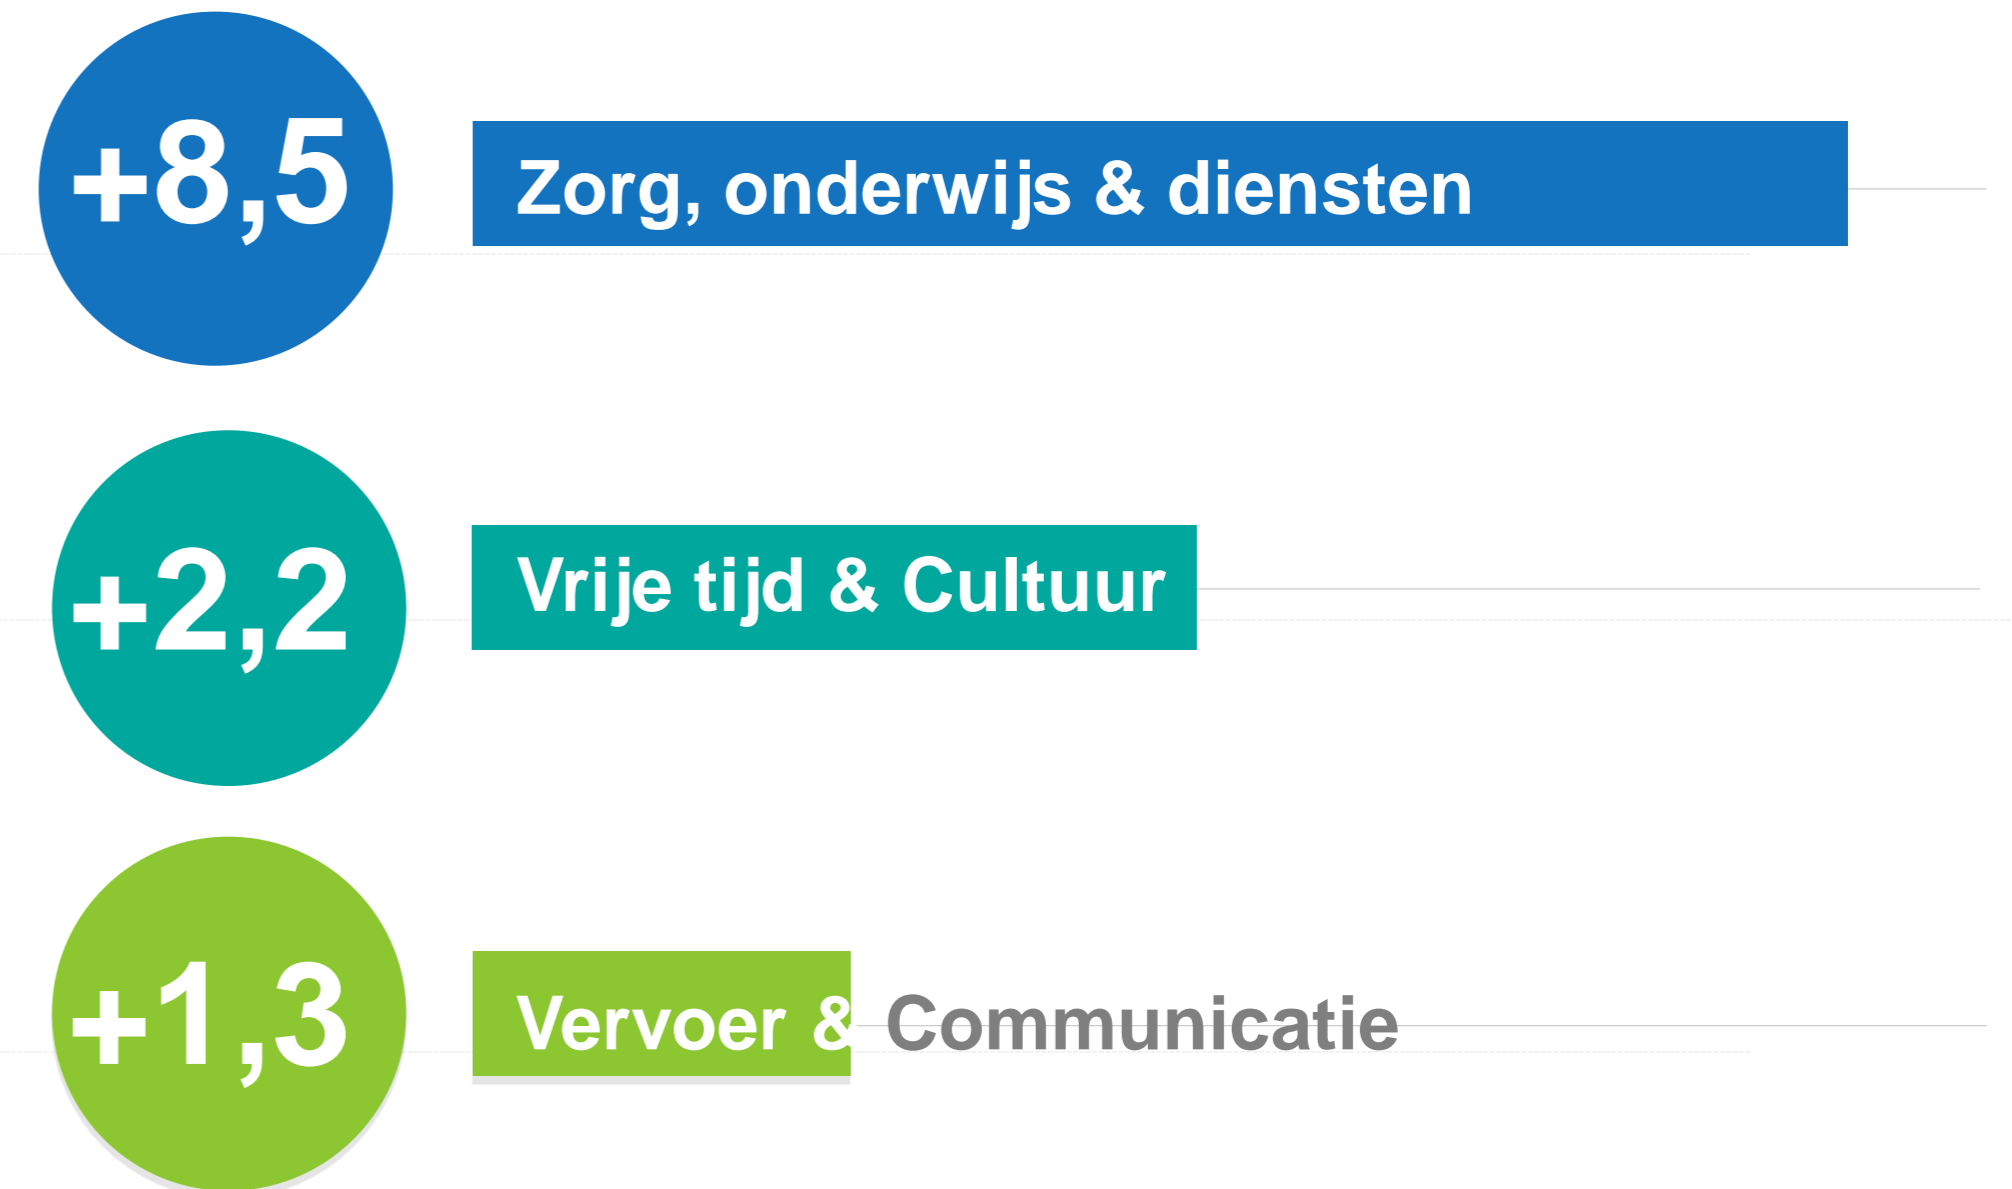 +8,5
Zorg, onderwijs & diensten
+2,2
Vrije tijd & Cultuur
+1,3
Vervoer & Communicatie